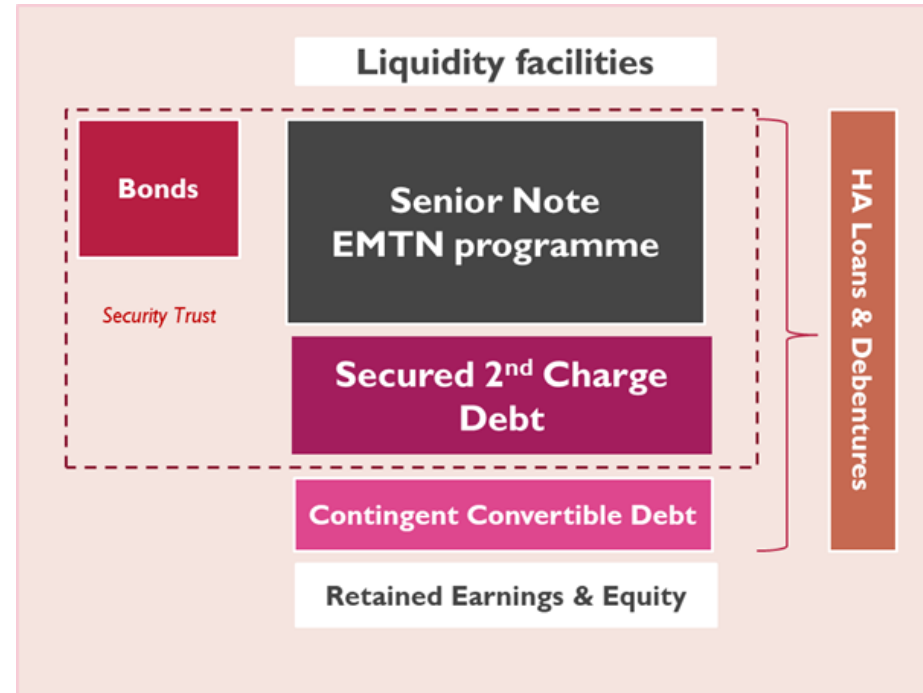 Liquidity facilities
Bonds
Security Trust
Senior Note
EMTN programme
Secured 2nd Charge
Debt
Contingent Convertible Debt
Retained Earnings & Equity
HA Loans & Debentures